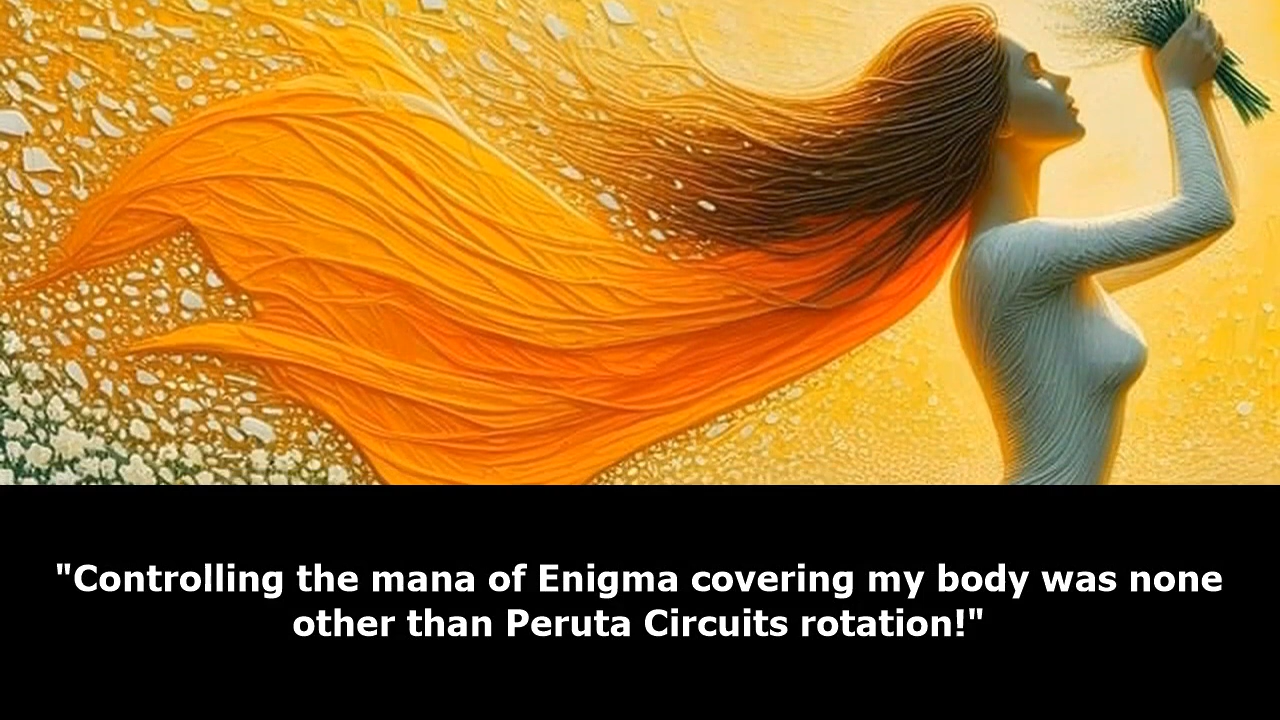 "Controlling the mana of Enigma covering my body was none
other than Peruta Circuits rotation!"